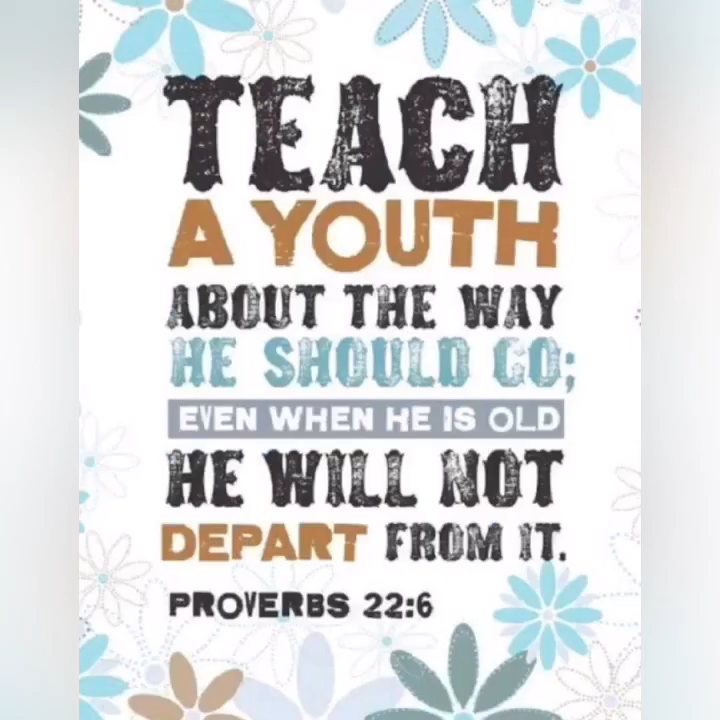 TEACH
A YOUTH
ABOUT THE WAY
HE SHOULD GO;
EVEN WHEN HE IS OLD
HE WILL NOT
DEPART FROM IT.
PROVERBS 22:6